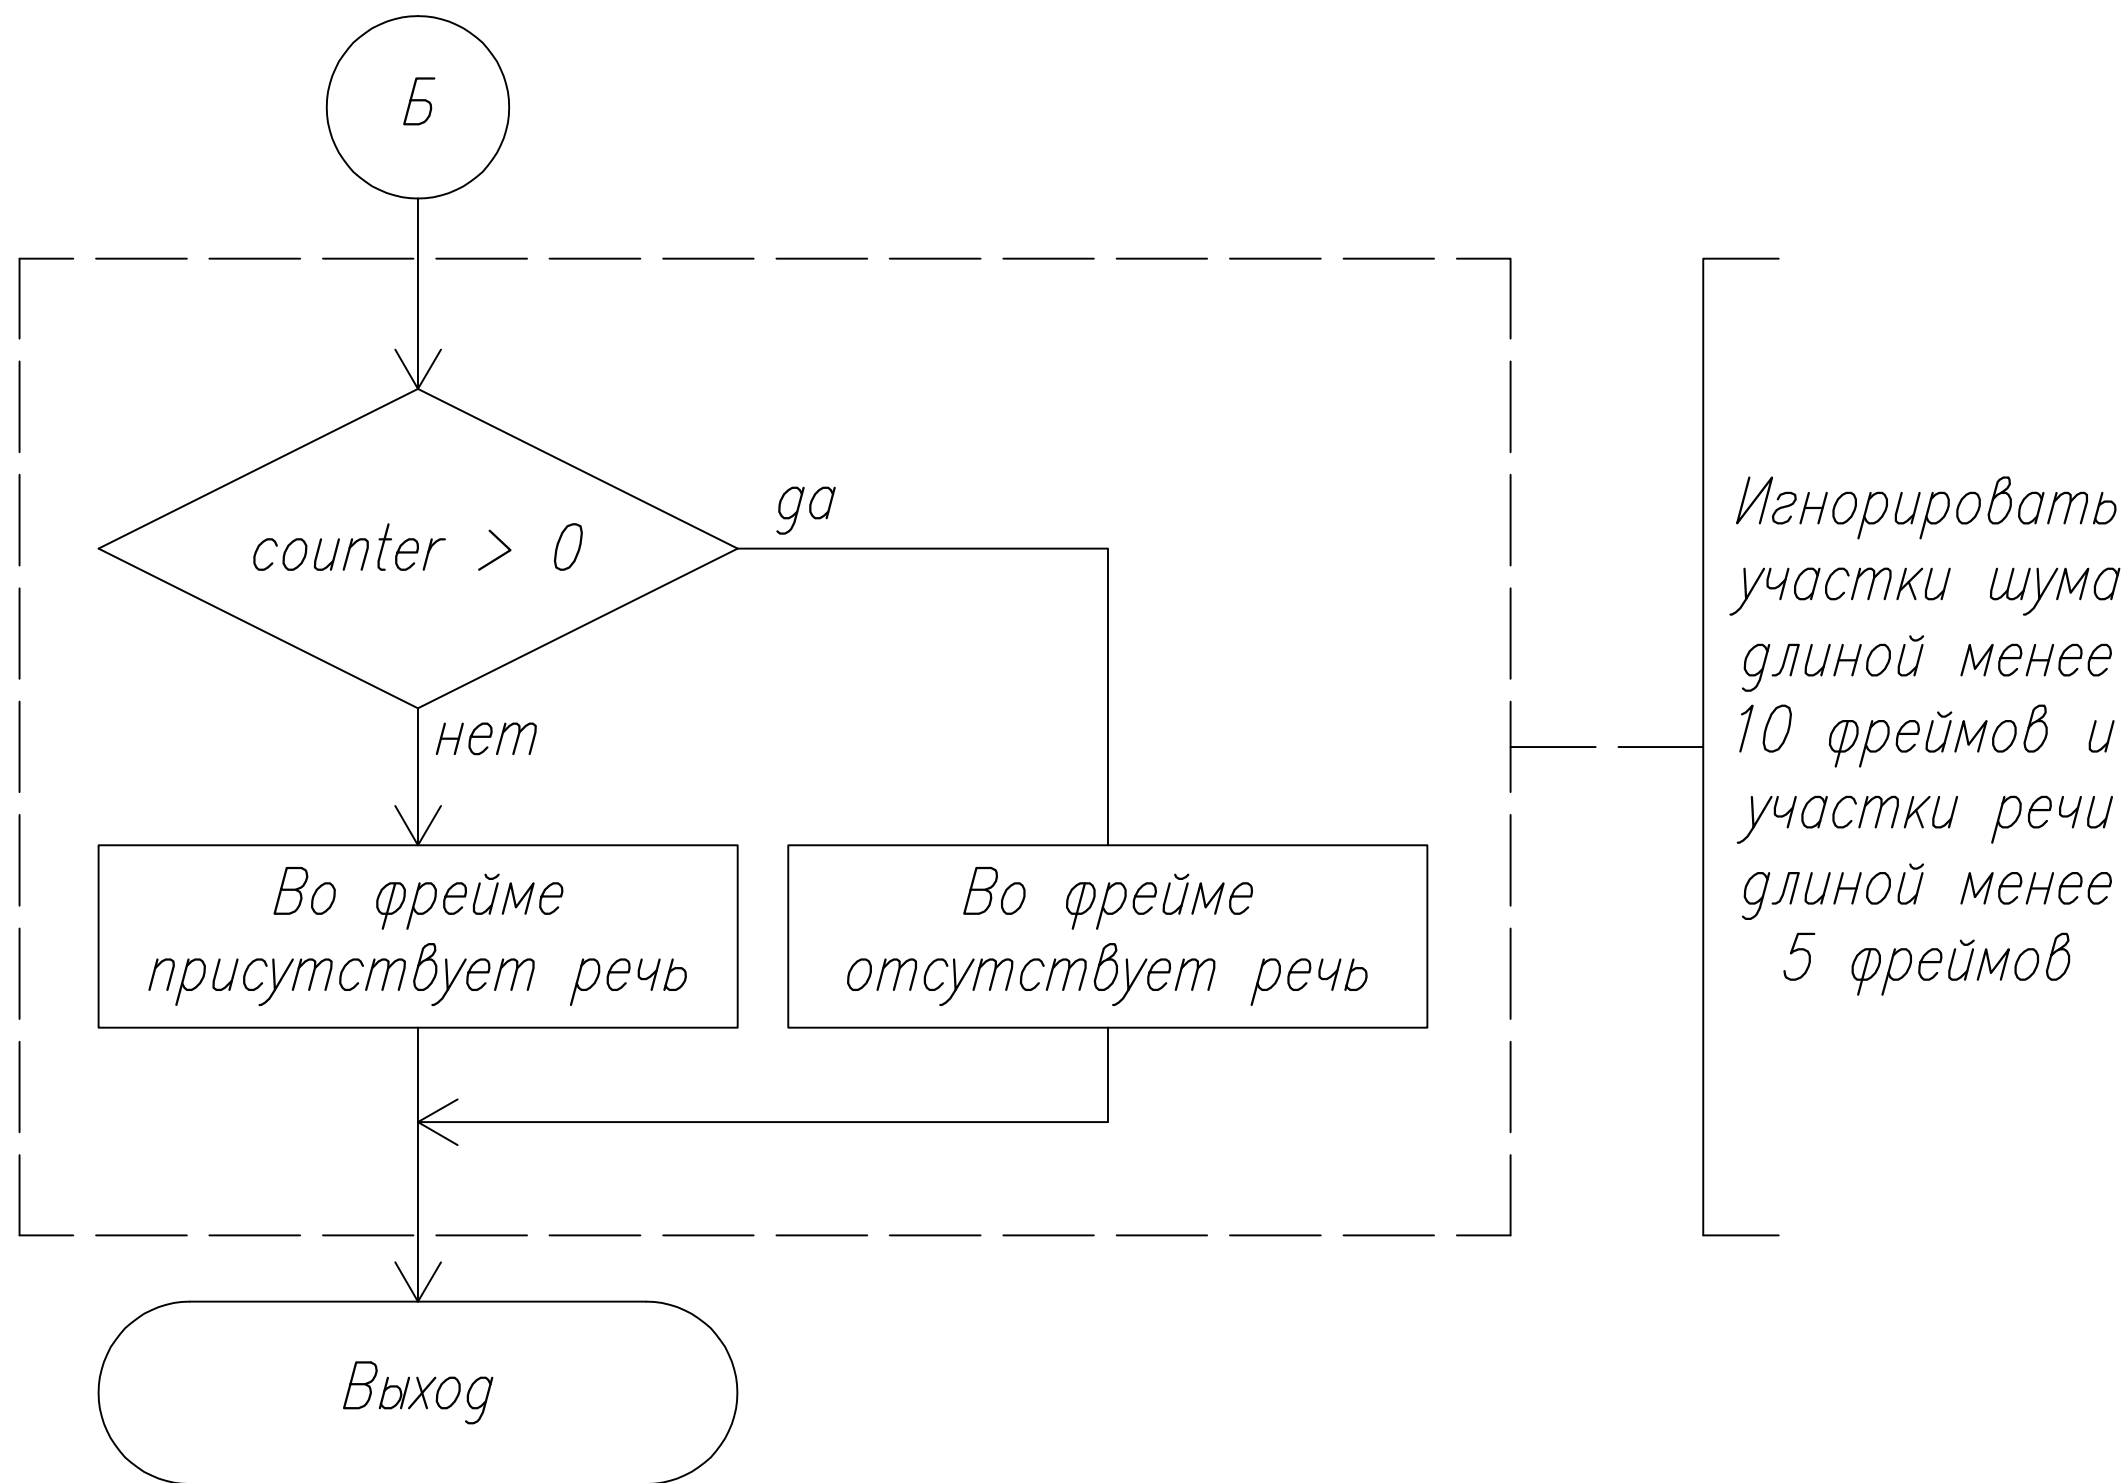 Б
counter > 0
да
нет
Во фрейме
присутствует речь
Во фрейме
отсутствует речь
Выход
Игнорировать
участки шума
длиной менее
10 фреймов и
участки речи
длиной менее
5 фреймов